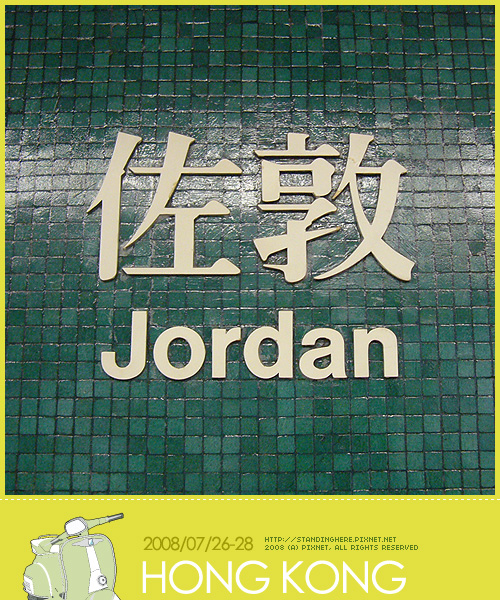 佐敦
Jordan
2008/07/26-28
HTTP://STANDINGHERE.PIXNET.NET
2008 (A) PIXNET, ALL RIGHTS RESERVED
HONG KONG